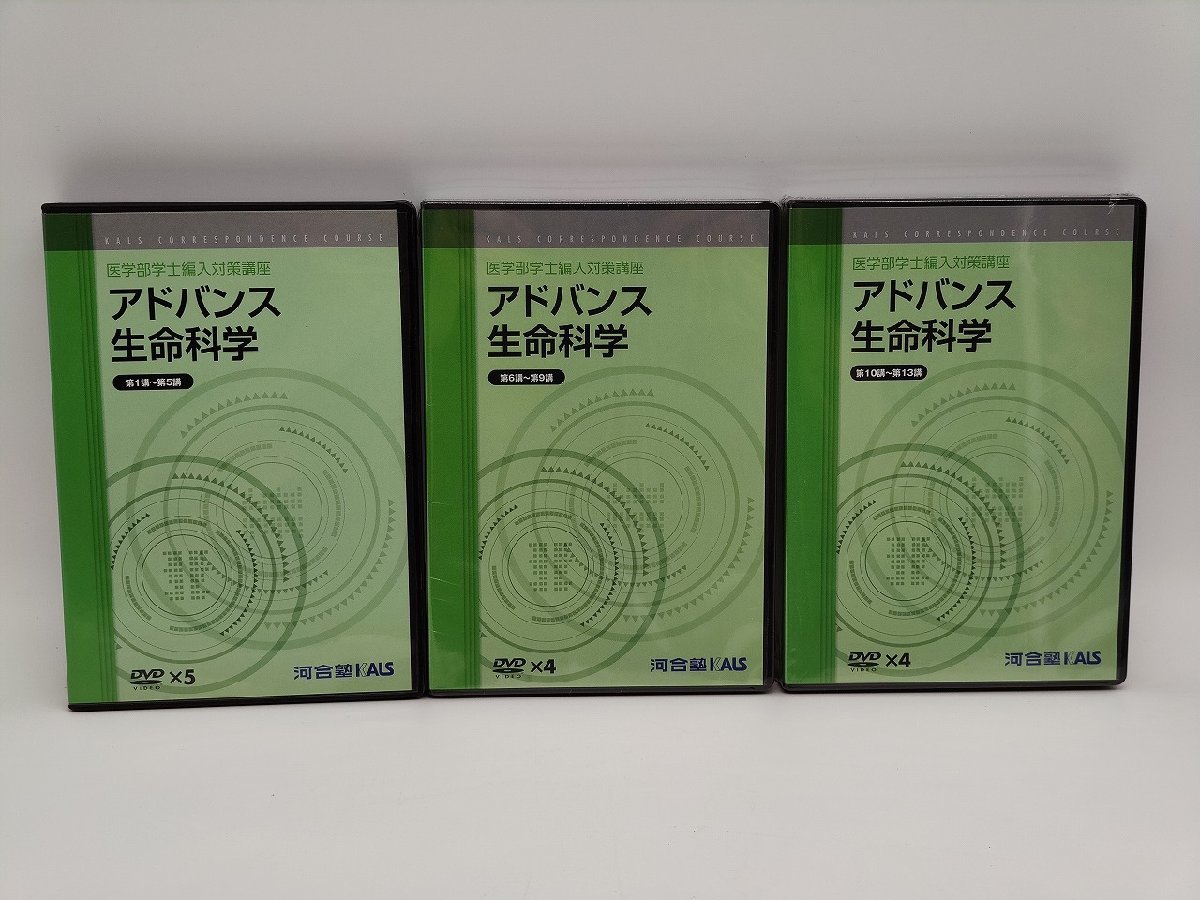 KALS CORRESPONDENCE COURSE
医学部学士編入対策講座
アドバンス
生命科学
第1講~第5講
DVD
VIDEO
×5
河合塾KALS
KALS CORRESPONDENCE COURSE
医学部学士編入対策講座
アドバンス
生命科学
第6講~第9講
DVD
VIDEO
×4
河合塾KALS
KALS CORRESPONDENCE COURSE
医学部学士編入対策講座
アドバンス
生命科学
第10講~第13講
DVD
VIDEO
×4
河合塾KALS